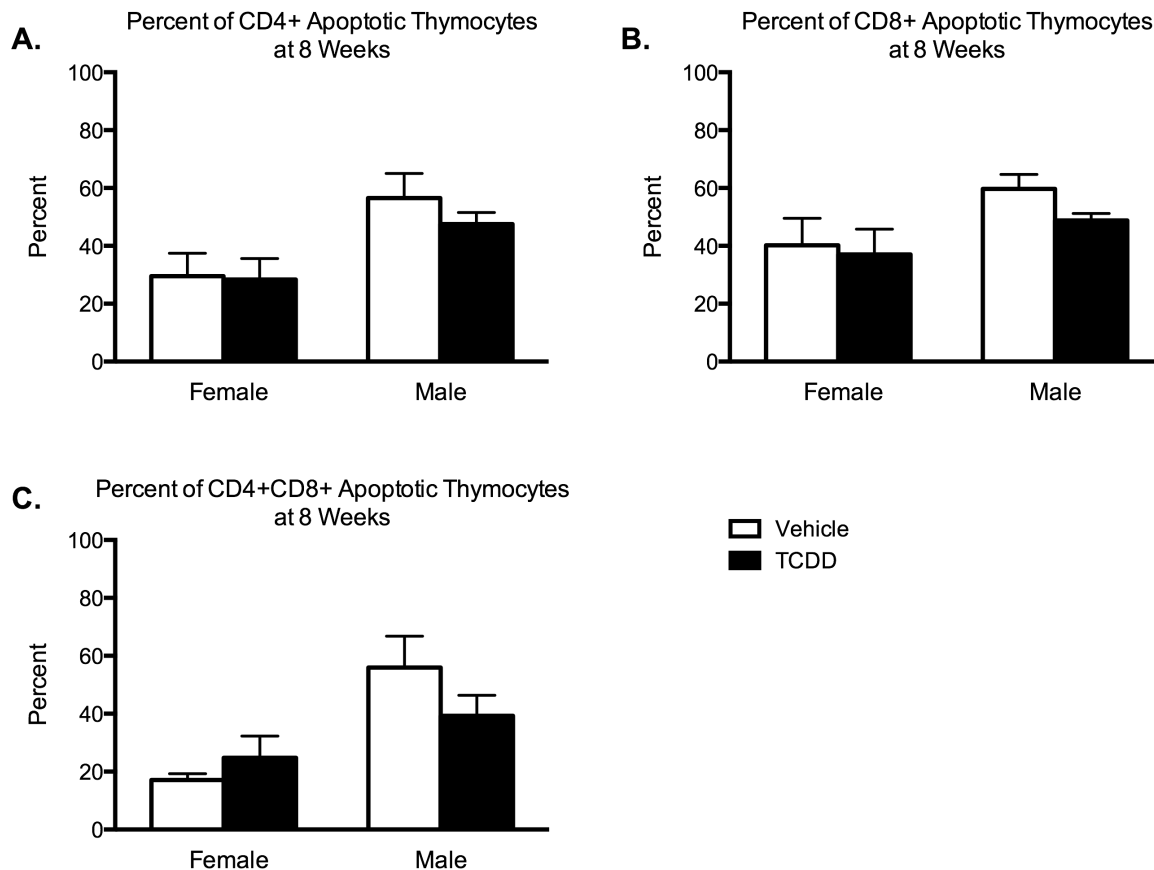 A.
Percent of CD4+ Apoptotic Thymocytes
at 8 Weeks
Percent
100
80
60
40
20
0
Female
Male
B.
Percent of CD8+ Apoptotic Thymocytes
at 8 Weeks
Percent
100
80
60
40
20
0
Female
Male
C.
Percent of CD4+CD8+ Apoptotic Thymocytes
at 8 Weeks
Percent
100
80
60
40
20
0
Female
Male
Vehicle
TCDD